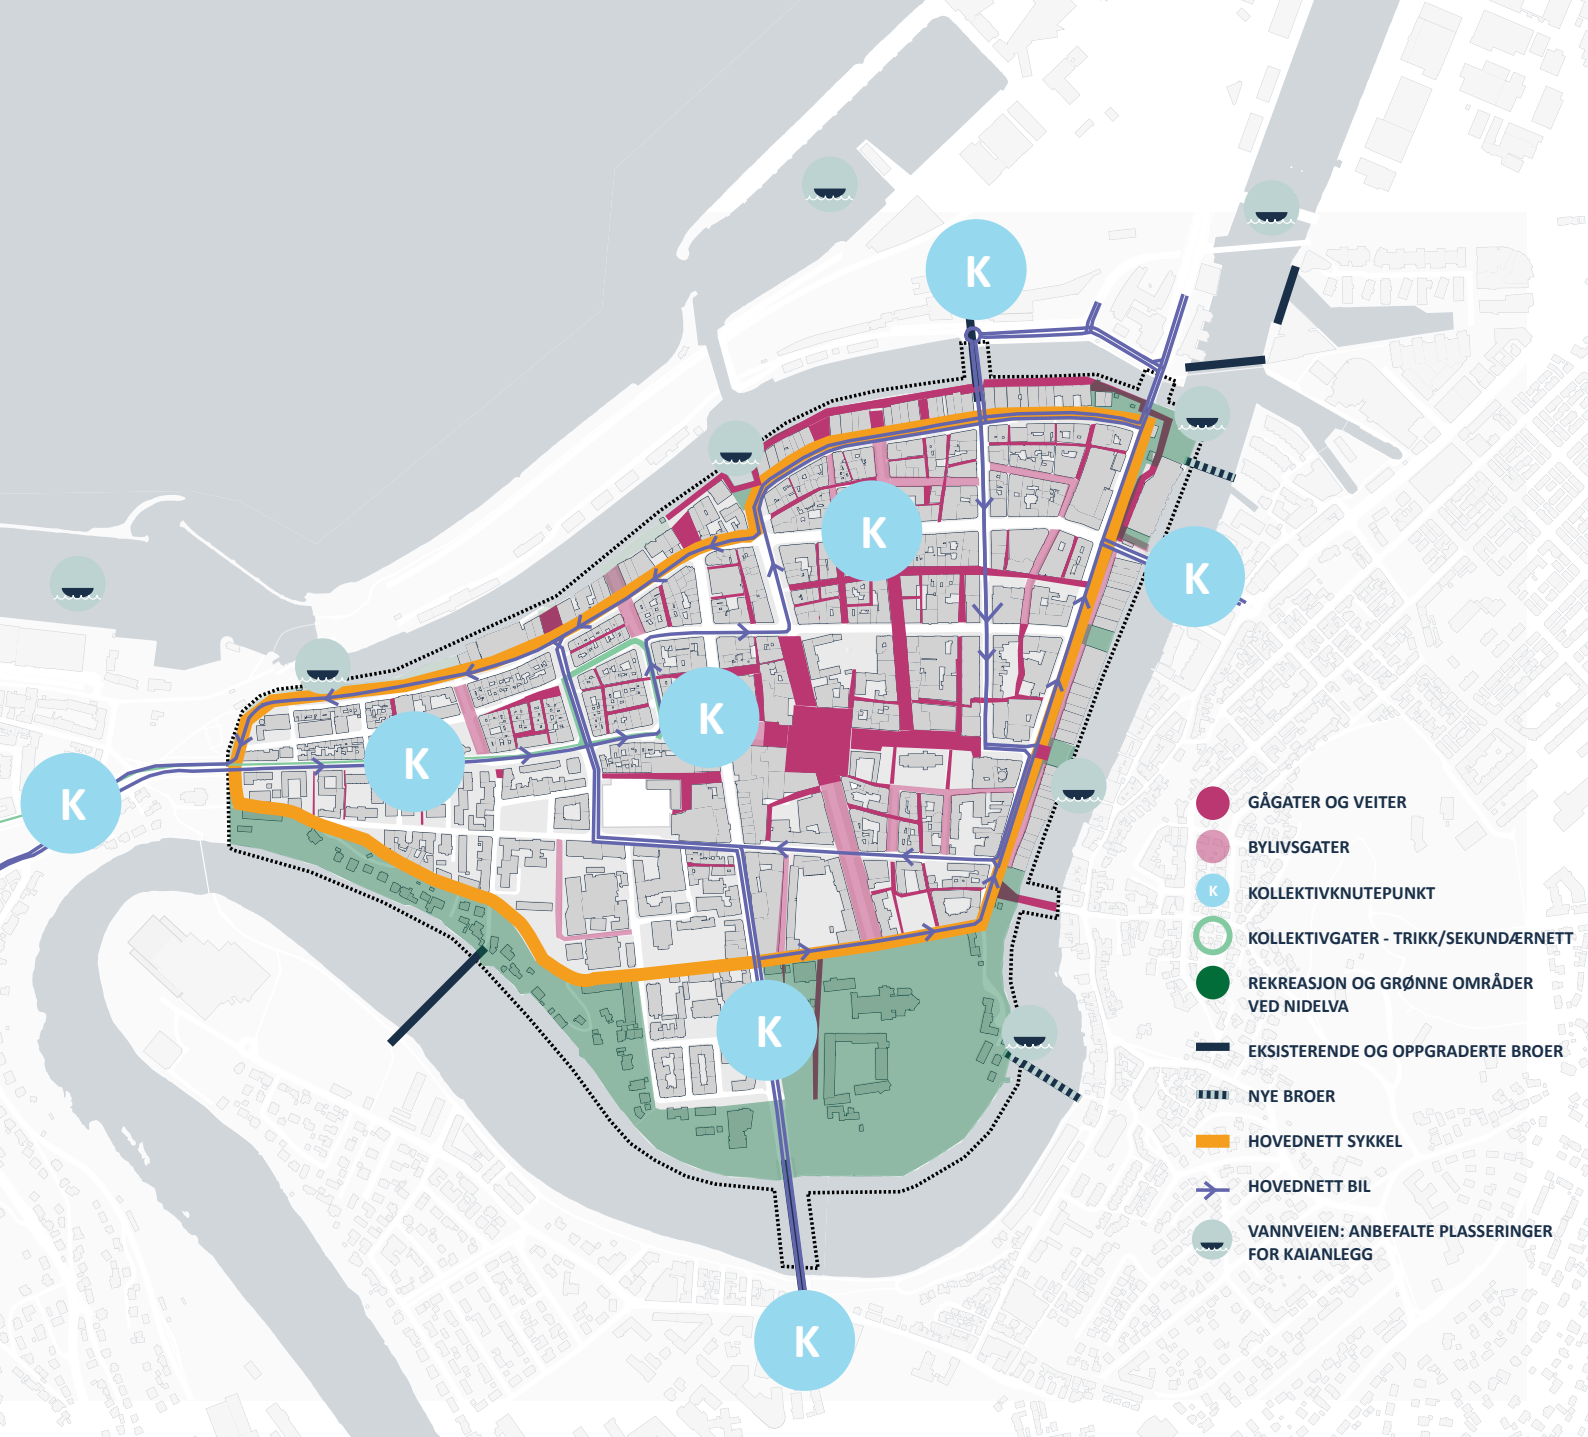 K
K
K
K
K
K
K
K
GÅGATER OG VEITER
BYLIVSGATER
K KOLLEKTIVKNUTEPUNKT
KOLLEKTIVGATER - TRIKK/SEKUNDÆRNETT
REKREASJON OG GRØNNE OMRÅDER
VED NIDELVA
EKSISTERENDE OG OPPGRADERTE BROER
NYE BROER
HOVEDNETT SYKKEL
HOVEDNETT BIL
VANNVEIEN: ANBEFALTE PLASSERINGER
FOR KAIANLEGG